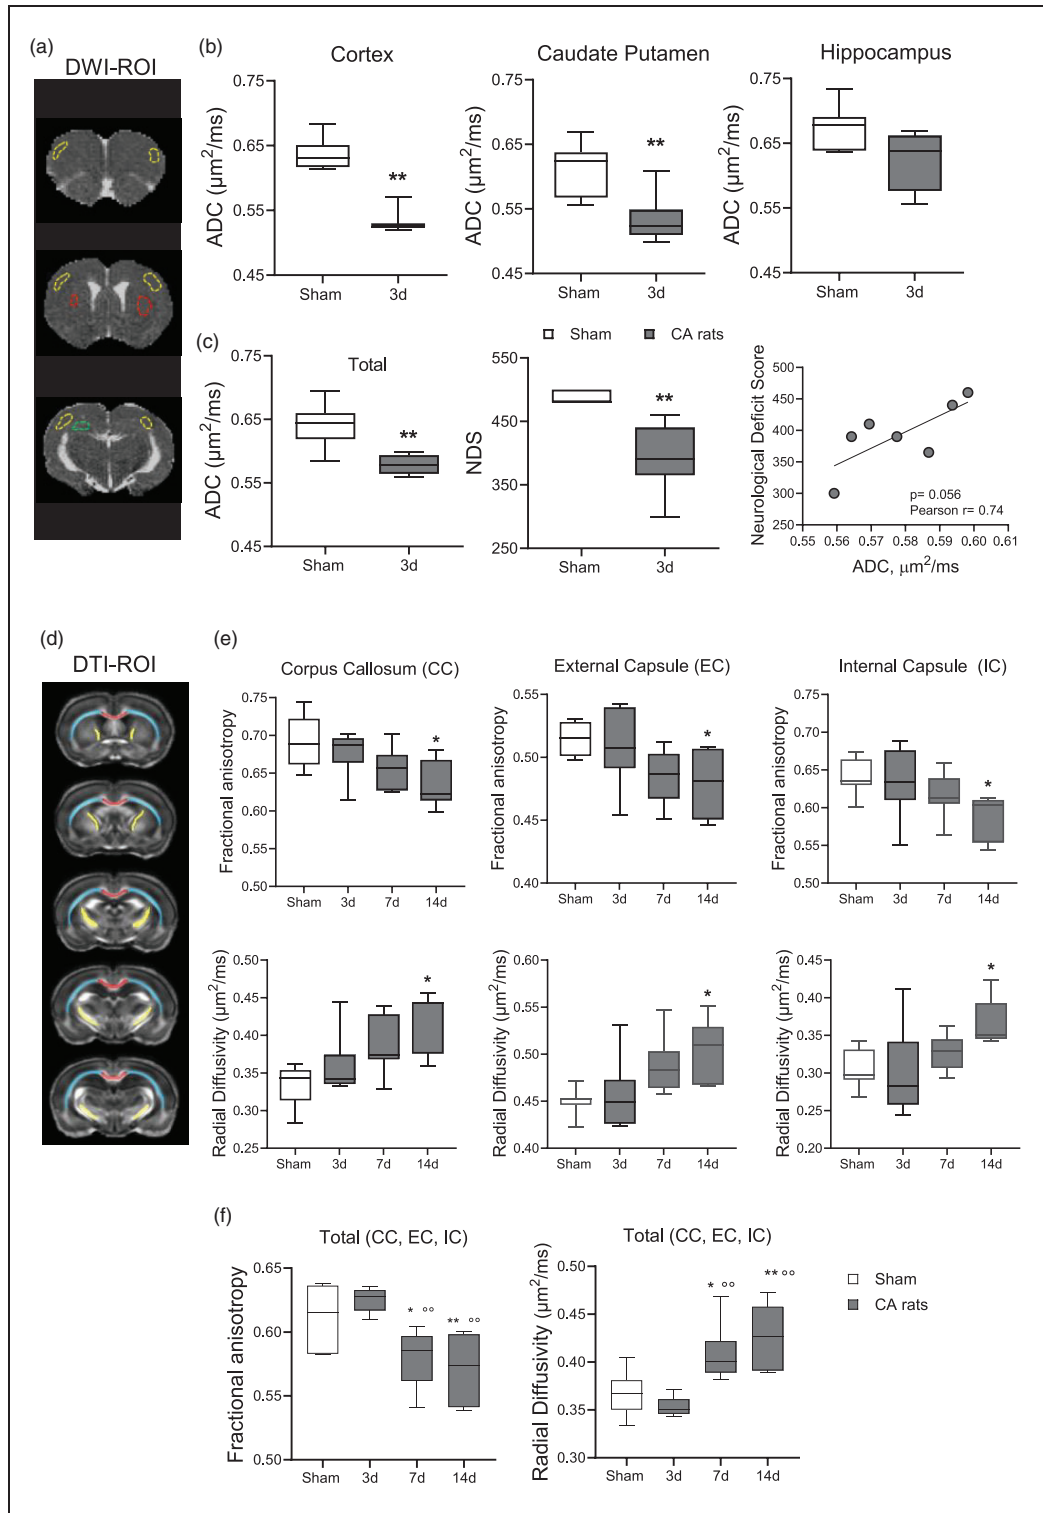 (a)
DWI-ROI
(b)
Cortex
ADC (μm²/ms)
0.75
0.65
0.55
0.45
**
Sham
3d
Caudate Putamen
ADC (μm²/ms)
0.75
0.65
0.55
0.45
**
Sham
3d
Hippocampus
ADC (μm²/ms)
0.75
0.65
0.55
0.45
Sham
3d
Sham
CA rats
(c)
Total
ADC (μm²/ms)
0.75
0.65
0.55
0.45
**
Sham
3d
NDS
550
450
350
250
**
Sham
3d
Neurological Deficit Score
500
450
400
350
300
250
p= 0.056
Pearson r= 0.74
0.55 0.56 0.57 0.58 0.59 0.60 0.61
ADC, μm²/ms
(d)
DTI-ROI
(e)
Corpus Callosum (CC)
Fractional anisotropy
0.75
0.70
0.65
0.60
0.55
0.50
*
Sham 3d 7d 14d
External Capsule (EC)
Fractional anisotropy
0.55
0.50
0.45
0.40
*
Sham 3d 7d 14d
Internal Capsule (IC)
Fractional anisotropy
0.75
0.70
0.65
0.60
0.55
0.50
*
Sham 3d 7d 14d
Radial Diffusivity (μm²/ms)
0.50
0.45
0.40
0.35
0.30
0.25
*
Sham 3d 7d 14d
Radial Diffusivity (μm²/ms)
0.60
0.55
0.50
0.45
0.40
*
Sham 3d 7d 14d
Radial Diffusivity (μm²/ms)
0.45
0.40
0.35
0.30
0.25
0.20
*
Sham 3d 7d 14d
(f)
Total (CC, EC, IC)
Fractional anisotropy
0.65
0.60
0.55
0.50
* °° ** °°
Sham 3d 7d 14d
Total (CC, EC, IC)
Radial Diffusivity (μm²/ms)
0.50
0.45
0.40
0.35
0.30
* °° ** °°
Sham 3d 7d 14d
Sham
CA rats